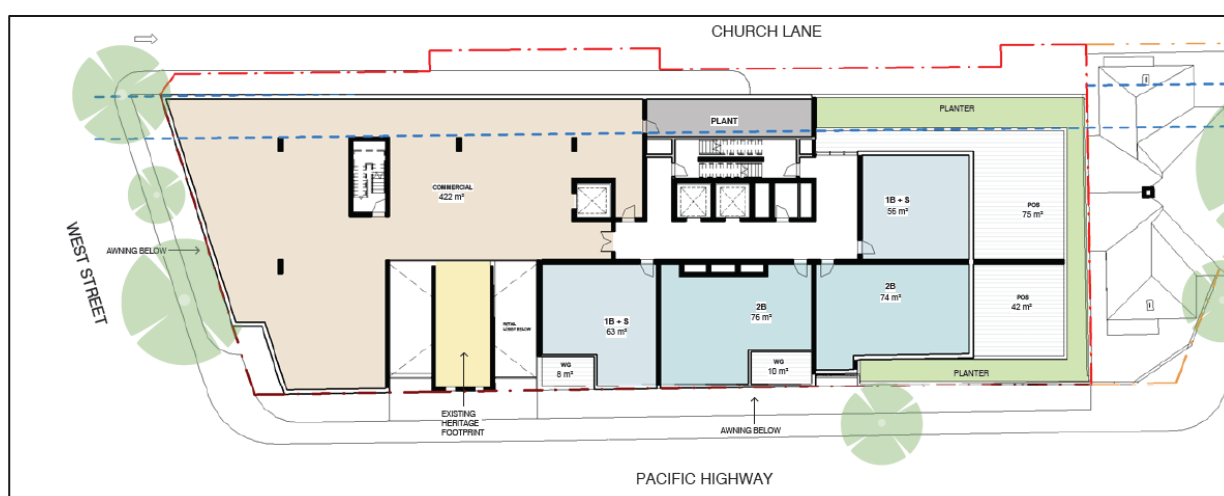 CHURCH LANE
PLANTER
PLANT
COMMERCIAL
422 m²
1B + S
56 m²
POS
75 m²
WEST STREET
AWNING BELOW
RETAIL
LOBBY BELOW
1B + S
63 m²
2B
76 m²
2B
74 m²
POS
42 m²
WG
8 m²
WG
10 m²
PLANTER
EXISTING
HERITAGE
FOOTPRINT
AWNING BELOW
PACIFIC HIGHWAY